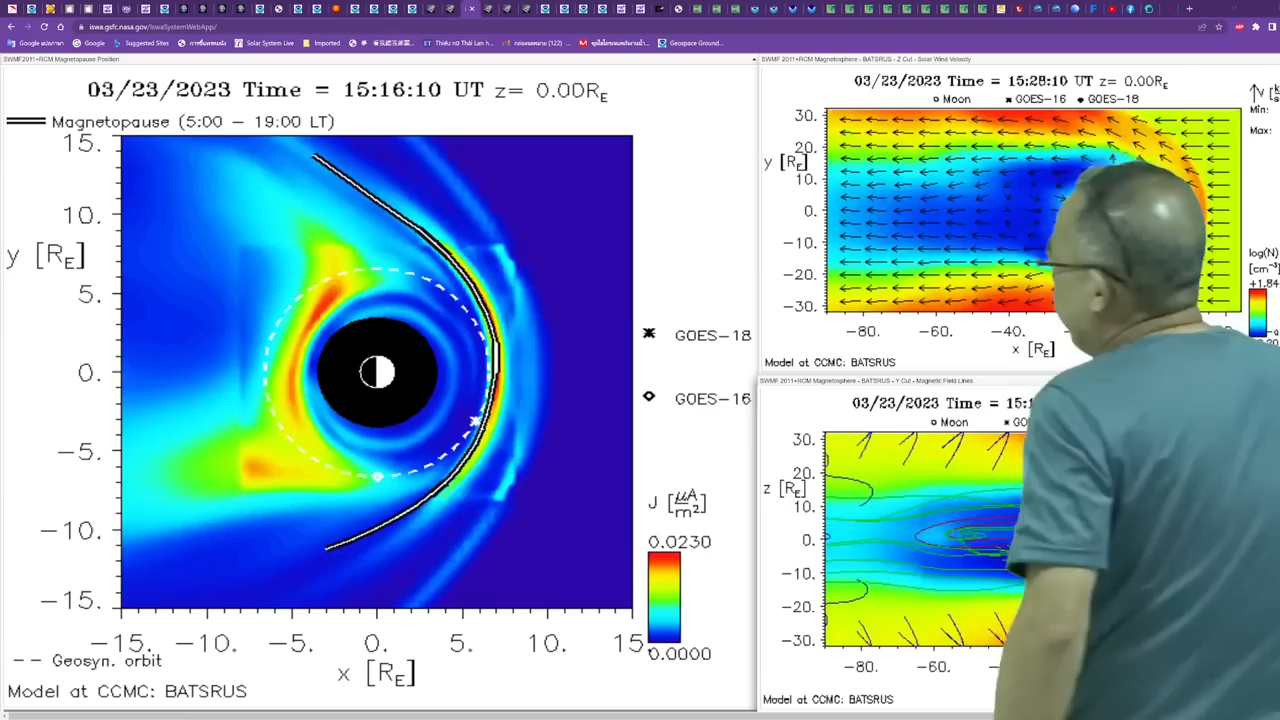 iswa.gsfc.nasa.gov/IswaSystemWebApp/
Google
Suggested Sites
Solar System Live
Imported
Geospace Ground...
SWMF2011+RCM Magnetopause Position
03/23/2023 Time = 15:16:10 UT z= 0.00RE
Magnetopause (5:00 – 19:00 LT)
15.
10.
5.
0.
−5.
−10.
−15.
y [RE]
−15.
−10.
−5.
0.
5.
10.
15.
x [RE]
GOES−18
GOES−16
J [μA/m²]
0.0230
0.0000
−− Geosyn. orbit
Model at CCMC: BATSRUS
SWMF 2011+RCM Magnetosphere - BATSRUS - Z Cut - Solar Wind Velocity
03/23/2023 Time = 15:28:10 UT z= 0.00RE
Moon
GOES−16
GOES−18
Min:
Max:
30.
20.
10.
0.
−10.
−20.
−30.
y [RE]
−80.
−60.
−40.
x [RE]
log(N)
[cm⁻³]
+1.84
Model at CCMC: BATSRUS
SWMF 2011+RCM Magnetosphere - BATSRUS - Y Cut - Magnetic Field Lines
03/23/2023 Time =
Moon
30.
20.
10.
0.
−10.
−20.
−30.
z [RE]
−80.
−60.
Model at CCMC: BATSRUS